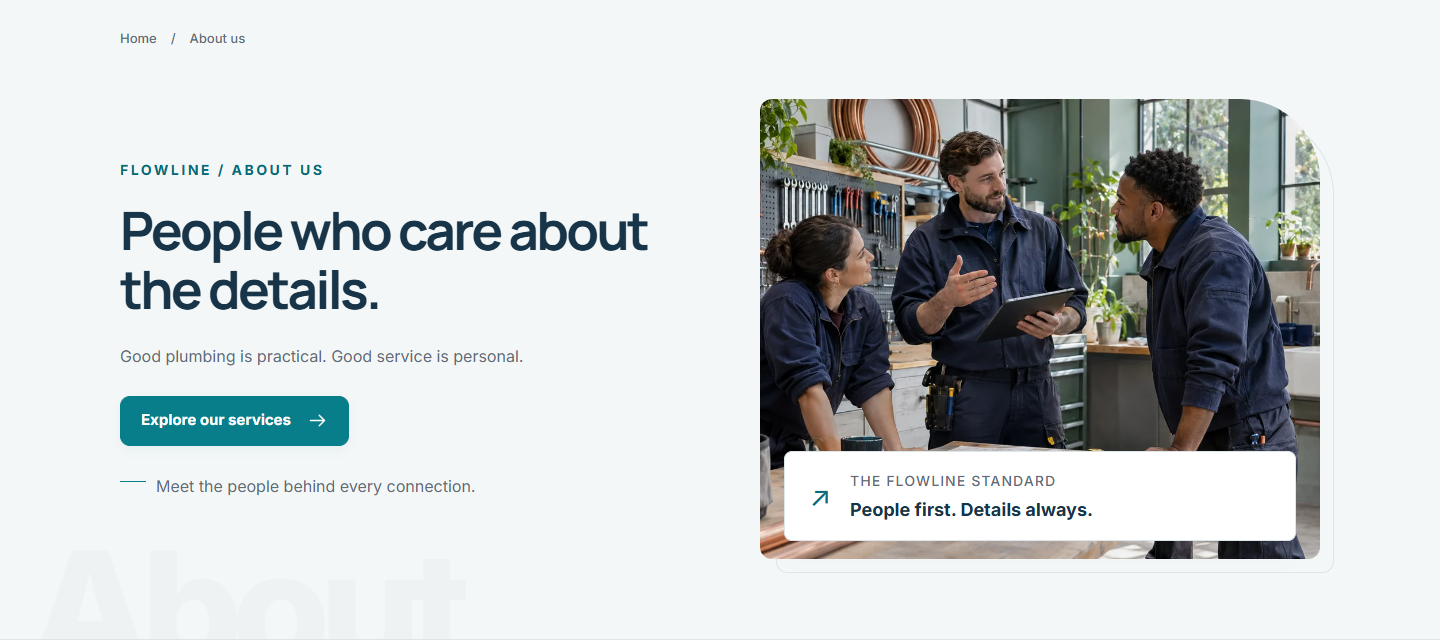 Home / About us
FLOWLINE / ABOUT US
People who care about
the details.
Good plumbing is practical. Good service is personal.
Explore our services →
Meet the people behind every connection.
THE FLOWLINE STANDARD
People first. Details always.
About